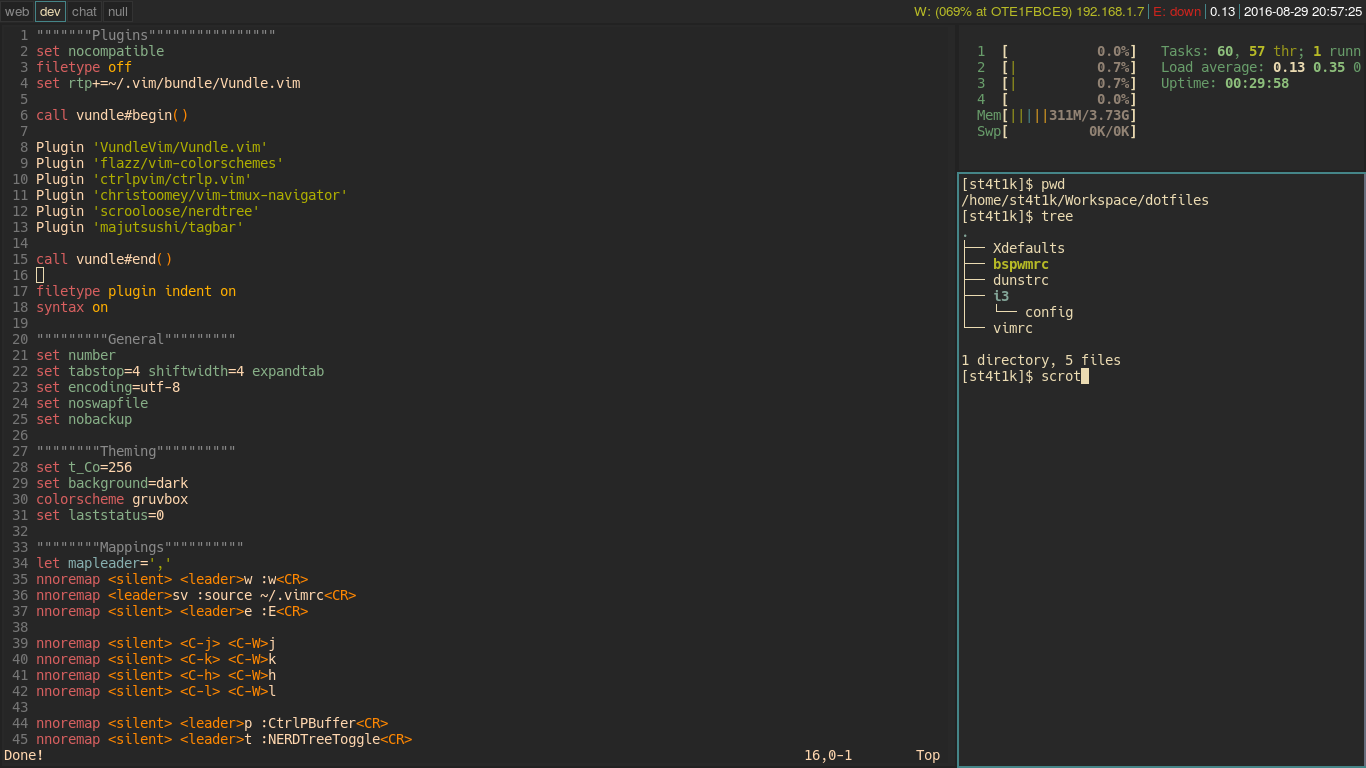 web dev chat null
W: (069% at OTE1FBCE9) 192.168.1.7 | E: down | 0.13 | 2016-08-29 20:57:25
1 """""""Plugins""""""""""""""""
2 set nocompatible
3 filetype off
4 set rtp+=~/.vim/bundle/Vundle.vim
5
6 call vundle#begin()
7
8 Plugin 'VundleVim/Vundle.vim'
9 Plugin 'flazz/vim-colorschemes'
10 Plugin 'ctrlpvim/ctrlp.vim'
11 Plugin 'christoomey/vim-tmux-navigator'
12 Plugin 'scrooloose/nerdtree'
13 Plugin 'majutsushi/tagbar'
14
15 call vundle#end()
16
17 filetype plugin indent on
18 syntax on
19
20 """""""""General"""""""""
21 set number
22 set tabstop=4 shiftwidth=4 expandtab
23 set encoding=utf-8
24 set noswapfile
25 set nobackup
26
27 """"""""Theming""""""""""
28 set t_Co=256
29 set background=dark
30 colorscheme gruvbox
31 set laststatus=0
32
33 """"""""Mappings""""""""""
34 let mapleader=','
35 nnoremap <silent> <leader>w :w<CR>
36 nnoremap <leader>sv :source ~/.vimrc<CR>
37 nnoremap <silent> <leader>e :E<CR>
38
39 nnoremap <silent> <C-j> <C-W>j
40 nnoremap <silent> <C-k> <C-W>k
41 nnoremap <silent> <C-h> <C-W>h
42 nnoremap <silent> <C-l> <C-W>l
43
44 nnoremap <silent> <leader>p :CtrlPBuffer<CR>
45 nnoremap <silent> <leader>t :NERDTreeToggle<CR>
Done! 16,0-1 Top
1 [ 0.0%] Tasks: 60, 57 thr; 1 runn
2 [| 0.7%] Load average: 0.13 0.35 0
3 [| 0.7%] Uptime: 00:29:58
4 [ 0.0%]
Mem[|||||311M/3.73G]
Swp[ 0K/0K]
[st4t1k]$ pwd
/home/st4t1k/Workspace/dotfiles
[st4t1k]$ tree
.
├── Xdefaults
├── bspwmrc
├── dunstrc
├── i3
│   └── config
└── vimrc

1 directory, 5 files
[st4t1k]$ scrot